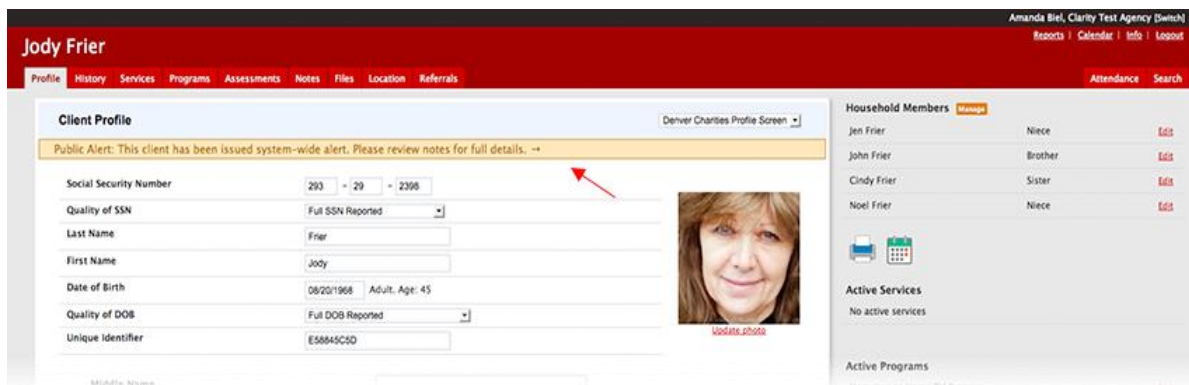 Amanda Biel, Clarity Test Agency [Switch]
Jody Frier
Reports | Calendar | Info | Logout
Profile History Services Programs Assessments Notes Files Location Referrals Attendance Search
Client Profile
Denver Charities Profile Screen
Public Alert: This client has been issued system-wide alert. Please review notes for full details. →
Social Security Number 293 - 29 - 2398
Quality of SSN Full SSN Reported
Last Name Frier
First Name Jody
Date of Birth 08/20/1968 Adult. Age: 45
Quality of DOB Full DOB Reported
Unique Identifier E58845C5D
Middle Name
Update photo
Household Members Manage
Jen Frier Niece Edit
John Frier Brother Edit
Cindy Frier Sister Edit
Noel Frier Niece Edit
Active Services
No active services
Active Programs